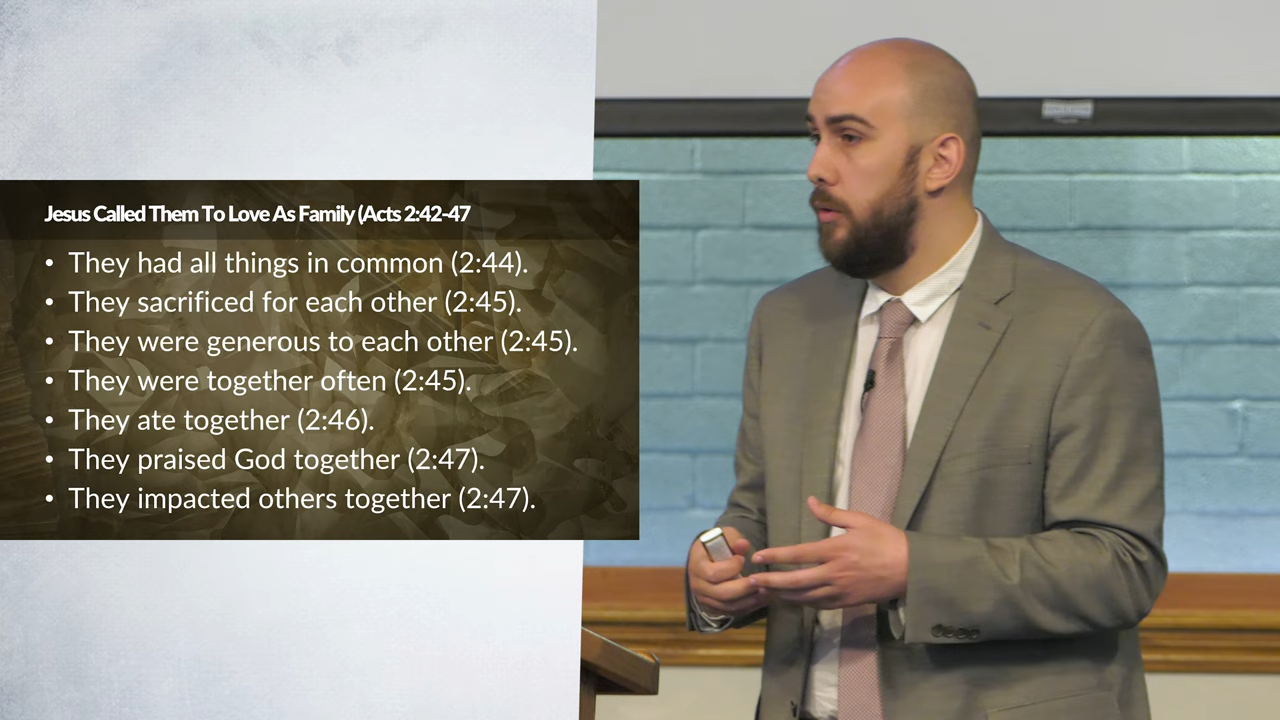 Jesus Called Them To Love As Family (Acts 2:42-47
• They had all things in common (2:44).
• They sacrificed for each other (2:45).
• They were generous to each other (2:45).
• They were together often (2:45).
• They ate together (2:46).
• They praised God together (2:47).
• They impacted others together (2:47).